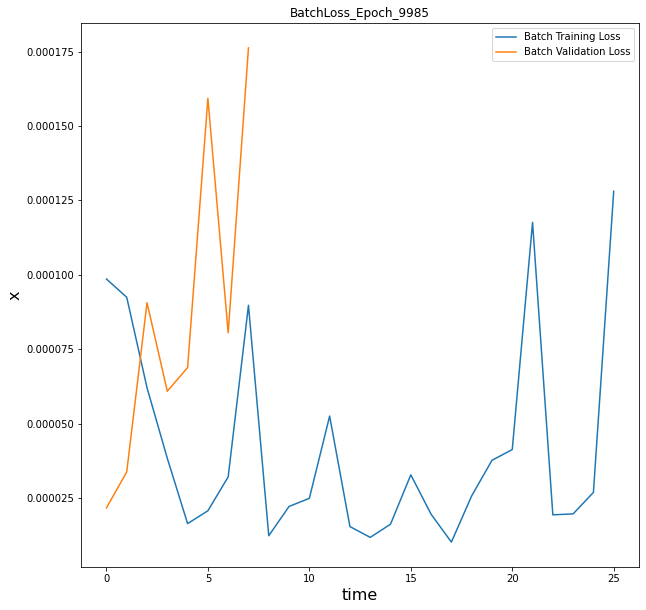 BatchLoss_Epoch_9985
Batch Training Loss
Batch Validation Loss
0.000175
0.000150
0.000125
0.000100
0.000075
0.000050
0.000025
x
0 5 10 15 20 25
time